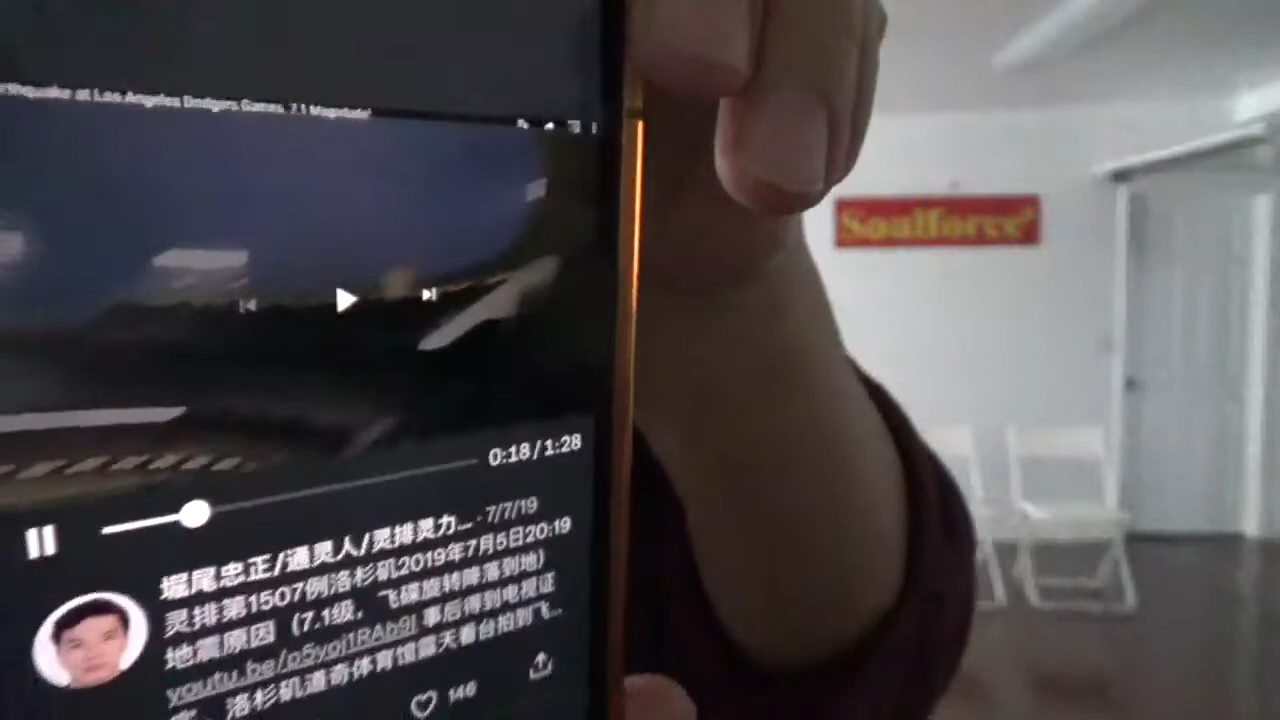 rthquake at Los Angeles Dodgers Games, 7.1 Magnitude!
Soulforce®
0:18 / 1:28
堀尾忠正/通灵人/灵排灵力... · 7/7/19
灵排第1507例洛杉矶2019年7月5日20:19
地震原因（7.1级，飞碟旋转降落到地）
youtu.be/p5yoj1RAb9I 事后得到电视证
实。洛杉矶道奇体育馆露天看台拍到飞...
146